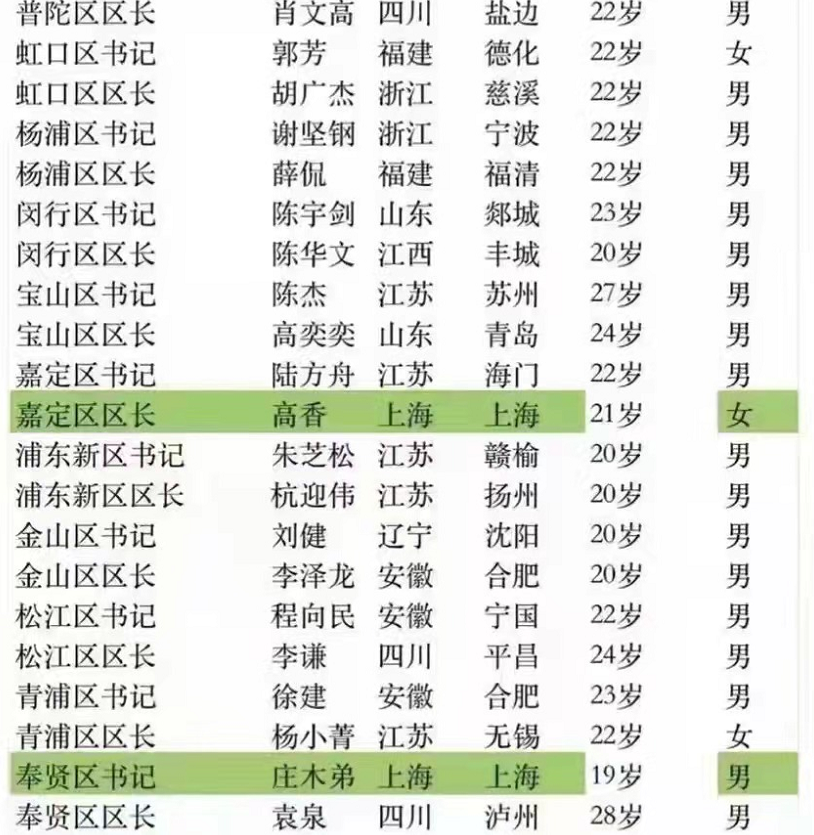 普陀区区长 肖文高 四川 盐边 22岁 男
虹口区书记 郭芳 福建 德化 22岁 女
虹口区区长 胡广杰 浙江 慈溪 22岁 男
杨浦区书记 谢坚钢 浙江 宁波 22岁 男
杨浦区区长 薛侃 福建 福清 22岁 男
闵行区书记 陈宇剑 山东 郯城 23岁 男
闵行区区长 陈华文 江西 丰城 20岁 男
宝山区书记 陈杰 江苏 苏州 27岁 男
宝山区区长 高奕奕 山东 青岛 24岁 男
嘉定区书记 陆方舟 江苏 海门 22岁 男
嘉定区区长 高香 上海 上海 21岁 女
浦东新区书记 朱芝松 江苏 赣榆 20岁 男
浦东新区区长 杭迎伟 江苏 扬州 20岁 男
金山区书记 刘健 辽宁 沈阳 20岁 男
金山区区长 李泽龙 安徽 合肥 20岁 男
松江区书记 程向民 安徽 宁国 22岁 男
松江区区长 李谦 四川 平昌 24岁 男
青浦区书记 徐建 安徽 合肥 23岁 男
青浦区区长 杨小菁 江苏 无锡 22岁 女
奉贤区书记 庄木弟 上海 上海 19岁 男
奉贤区区长 袁泉 四川 泸州 28岁 男